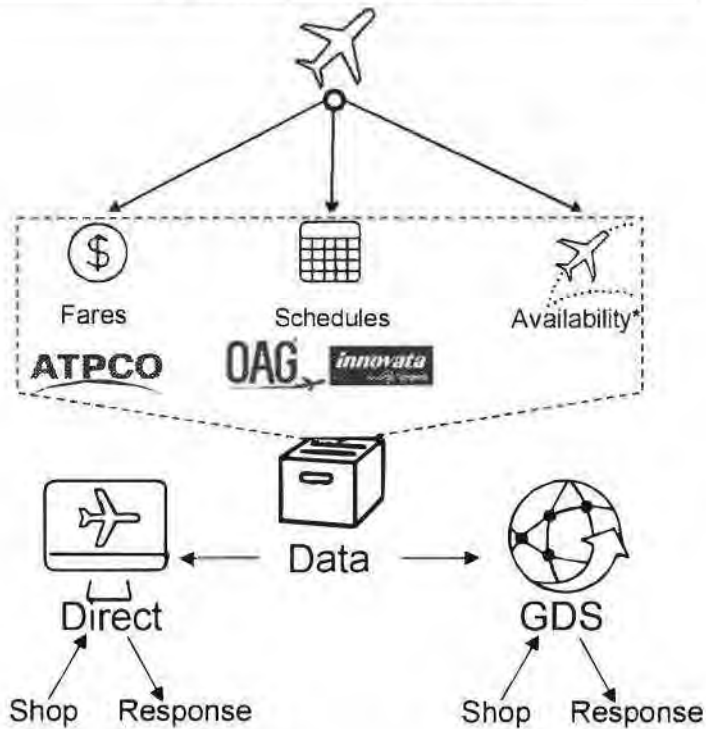 $
Fares
Schedules
Availability*
ATPCO
OAG
innovata
Data
Direct
GDS
Shop Response
Shop Response